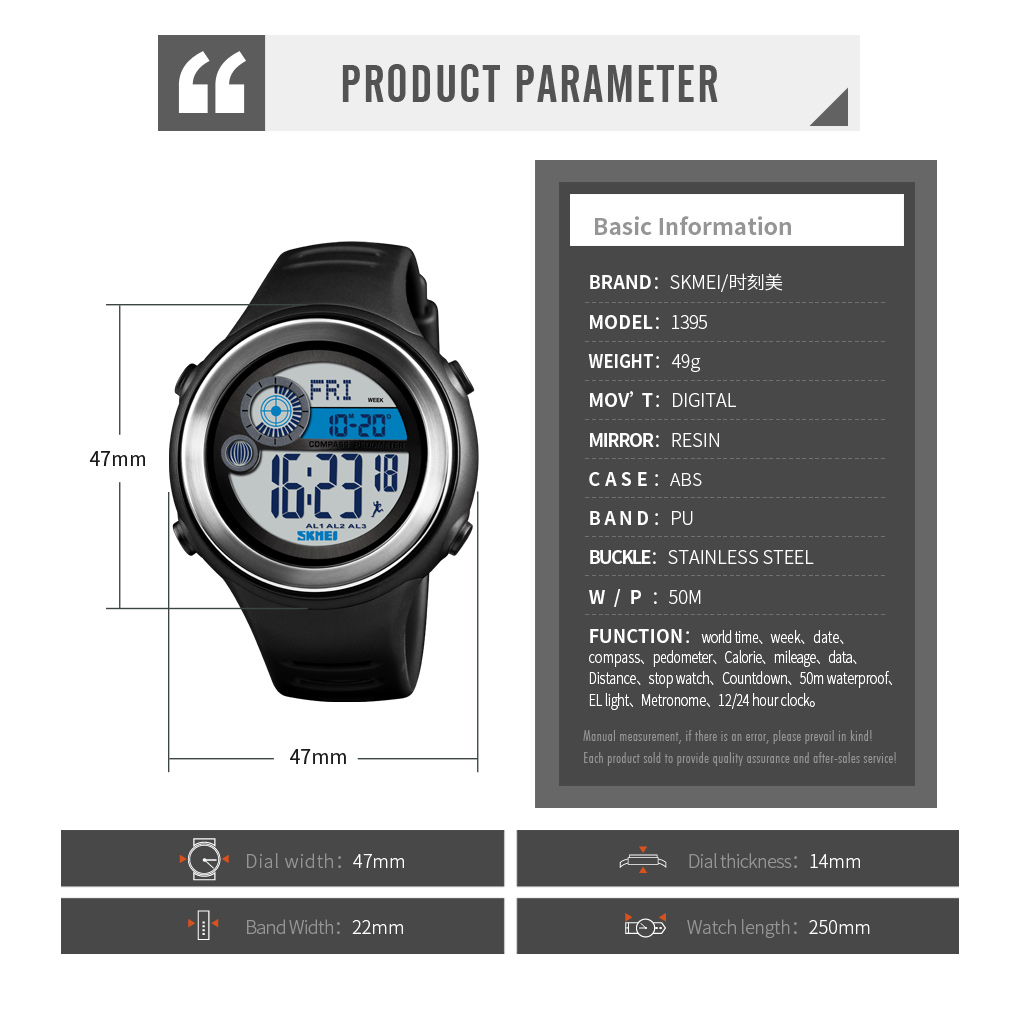 PRODUCT PARAMETER
Basic Information
BRAND: SKMEI/时刻美
MODEL: 1395
WEIGHT: 49g
MOV’ T: DIGITAL
MIRROR: RESIN
CASE: ABS
BAND: PU
BUCKLE: STAINLESS STEEL
W / P : 50M
FUNCTION: world time、week、date、
compass、pedometer、Calorie、mileage、data、
Distance、stop watch、Countdown、50m waterproof、
EL light、Metronome、12/24 hour clock。
Manual measurement, if there is an error, please prevail in kind!
Each product sold to provide quality assurance and after-sales service!
FRI
WEEK
10-20
COMPASS PEDOMETER
16:23 18
AL1 AL2 AL3
SKMEI
47mm
47mm
Dial width: 47mm
Dial thickness: 14mm
Band Width: 22mm
Watch length: 250mm